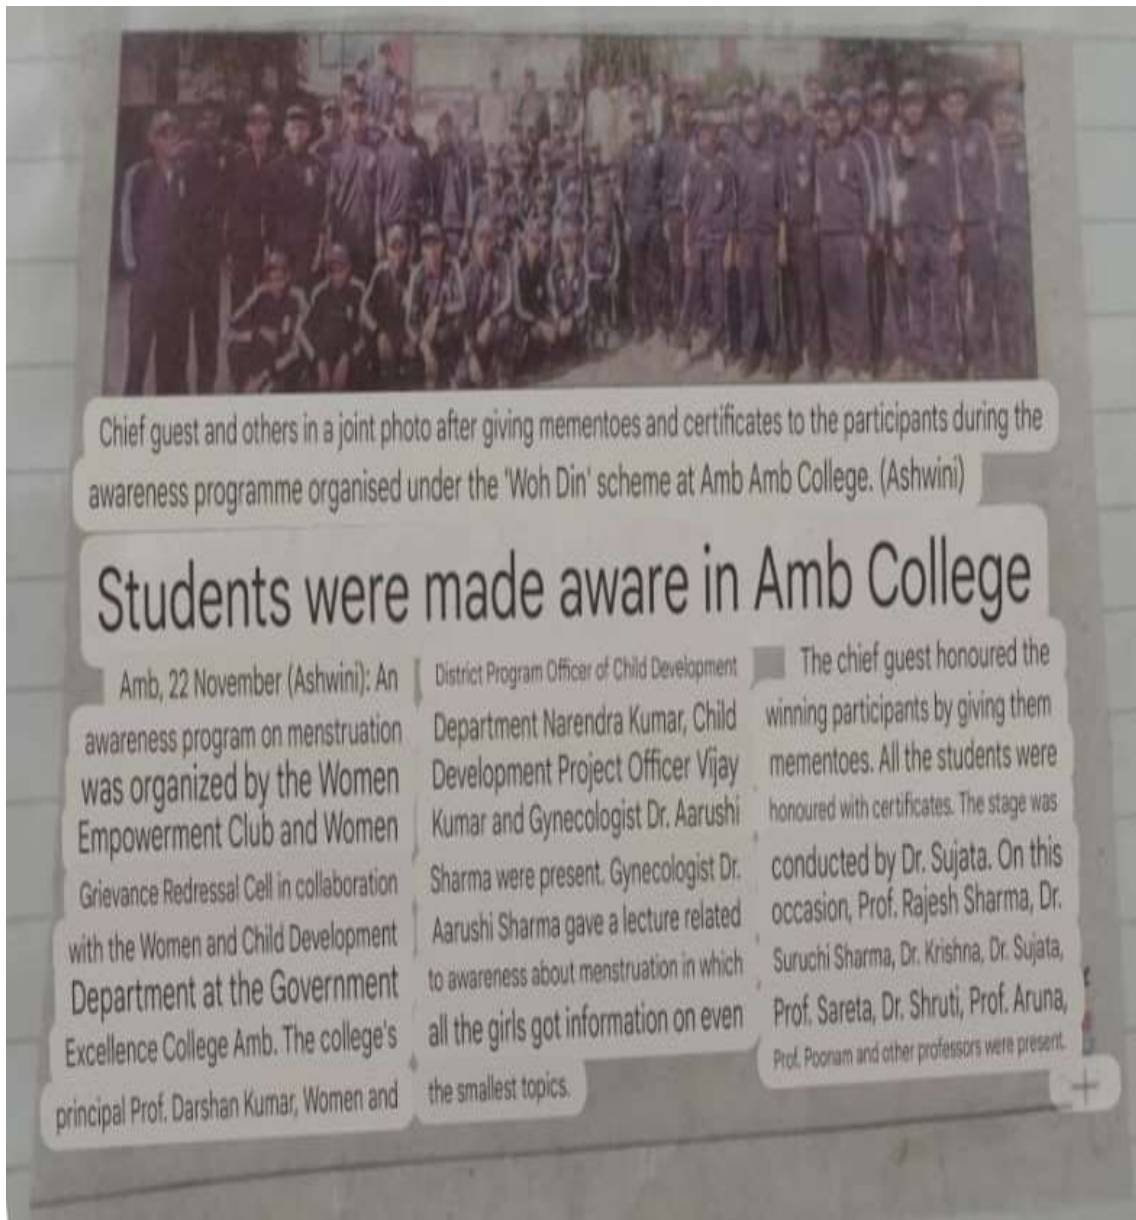 Chief guest and others in a joint photo after giving mementoes and certificates to the participants during the
awareness programme organised under the 'Woh Din' scheme at Amb Amb College. (Ashwini)
Students were made aware in Amb College
Amb, 22 November (Ashwini): An
awareness program on menstruation
was organized by the Women
Empowerment Club and Women
Grievance Redressal Cell in collaboration
with the Women and Child Development
Department at the Government
Excellence College Amb. The college's
principal Prof. Darshan Kumar, Women and
District Program Officer of Child Development
Department Narendra Kumar, Child
Development Project Officer Vijay
Kumar and Gynecologist Dr. Aarushi
Sharma were present. Gynecologist Dr.
Aarushi Sharma gave a lecture related
to awareness about menstruation in which
all the girls got information on even
the smallest topics.
The chief guest honoured the
winning participants by giving them
mementoes. All the students were
honoured with certificates. The stage was
conducted by Dr. Sujata. On this
occasion, Prof. Rajesh Sharma, Dr.
Suruchi Sharma, Dr. Krishna, Dr. Sujata,
Prof. Sareta, Dr. Shruti, Prof. Aruna,
Prof. Poonam and other professors were present.
+